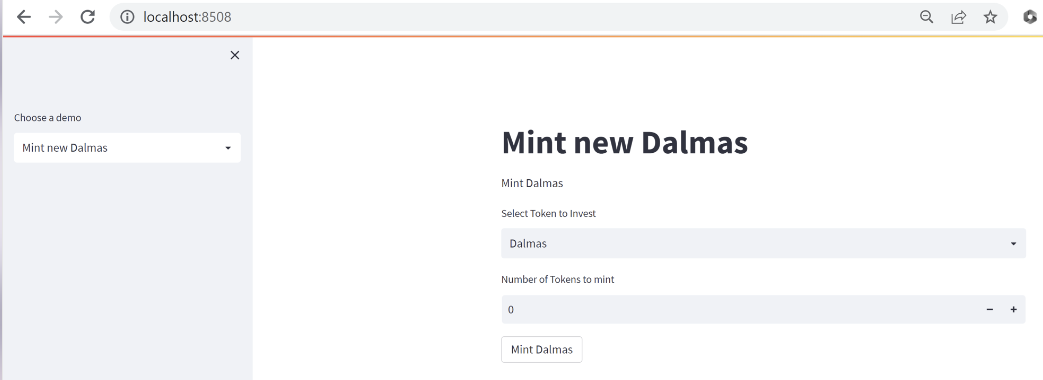 localhost:8508
Choose a demo
Mint new Dalmas
Mint new Dalmas
Mint Dalmas
Select Token to Invest
Dalmas
Number of Tokens to mint
0
Mint Dalmas